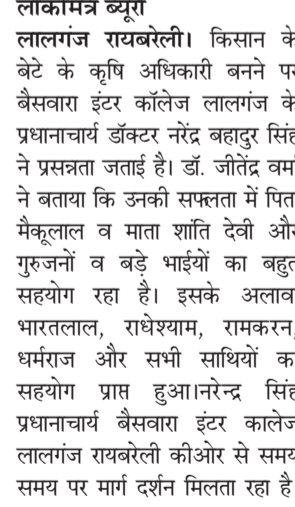 लोकमित्र ब्यूरो
लालगंज रायबरेली। किसान के
बेटे के कृषि अधिकारी बनने पर
बैसवारा इंटर कॉलेज लालगंज के
प्रधानाचार्य डॉक्टर नरेंद्र बहादुर सिंह
ने प्रसन्नता जताई है। डॉ. जीतेंद्र वर्मा
ने बताया कि उनकी सफ्लता में पिता
मैकूलाल व माता शांति देवी और
गुरुजनों व बड़े भाईयों का बहुत
सहयोग रहा है। इसके अलावा
भारतलाल, राधेश्याम, रामकरन,
धर्मराज और सभी साथियों का
सहयोग प्राप्त हुआ।नरेन्द्र सिंह
प्रधानाचार्य बैसवारा इंटर कालेज
लालगंज रायबरेली कीओर से समय
समय पर मार्ग दर्शन मिलता रहा है